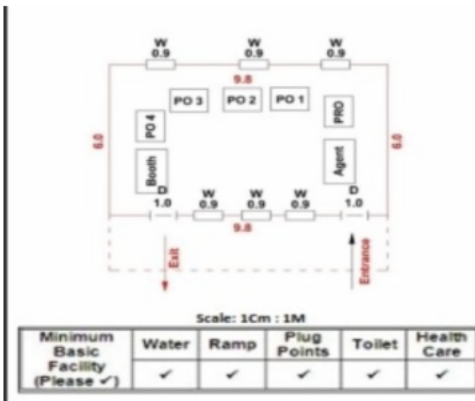 W W W
0.9 0.9 0.9
9.8
PO 3 PO 2 PO 1
PO 4 PRO
6.0 6.0
Booth Agent
D W W W D
1.0 0.9 0.9 0.9 1.0
9.8
Exit Entrance
Scale: 1Cm : 1M
Minimum Basic Facility (Please ✓) Water Ramp Plug Points Toilet Health Care
✓ ✓ ✓ ✓ ✓